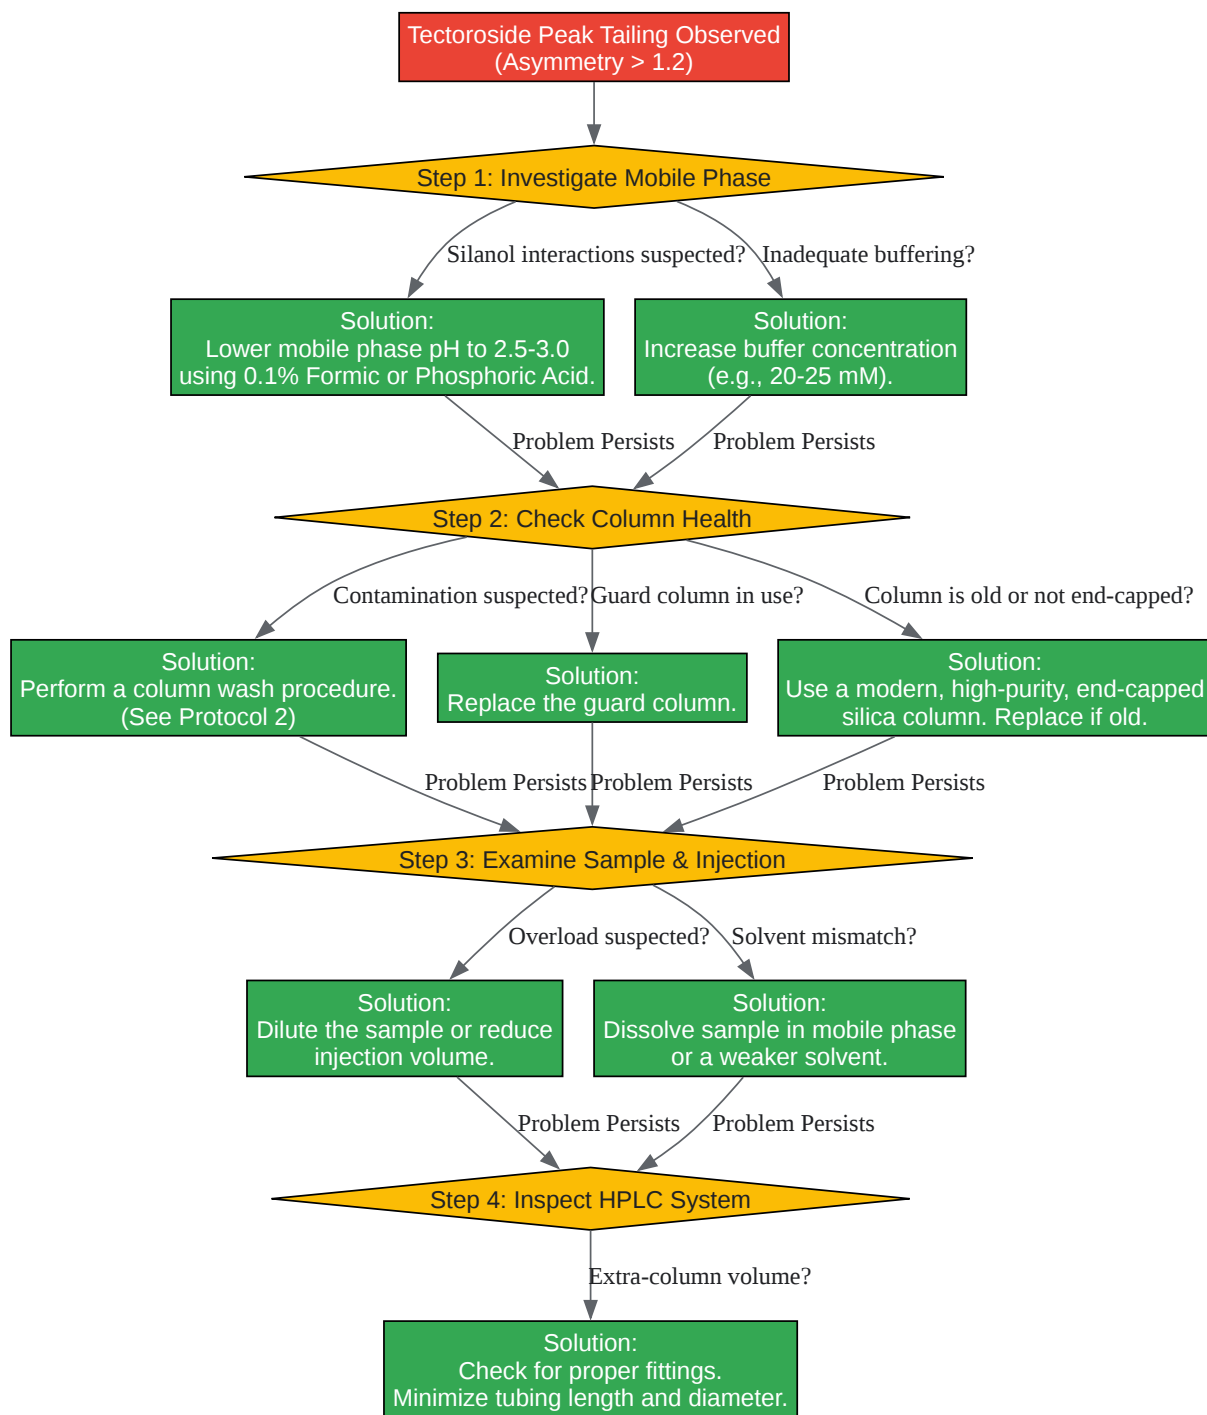 Tectoroside Peak Tailing Observed
(Asymmetry > 1.2)
Step 1: Investigate Mobile Phase
Silanol interactions suspected?
Inadequate buffering?
Solution:
Lower mobile phase pH to 2.5-3.0
using 0.1% Formic or Phosphoric Acid.
Solution:
Increase buffer concentration
(e.g., 20-25 mM).
Problem Persists
Problem Persists
Step 2: Check Column Health
Contamination suspected?
Guard column in use?
Column is old or not end-capped?
Solution:
Perform a column wash procedure.
(See Protocol 2)
Solution:
Replace the guard column.
Solution:
Use a modern, high-purity, end-capped
silica column. Replace if old.
Problem Persists
Problem Persists
Problem Persists
Step 3: Examine Sample & Injection
Overload suspected?
Solvent mismatch?
Solution:
Dilute the sample or reduce
injection volume.
Solution:
Dissolve sample in mobile phase
or a weaker solvent.
Problem Persists
Problem Persists
Step 4: Inspect HPLC System
Extra-column volume?
Solution:
Check for proper fittings.
Minimize tubing length and diameter.